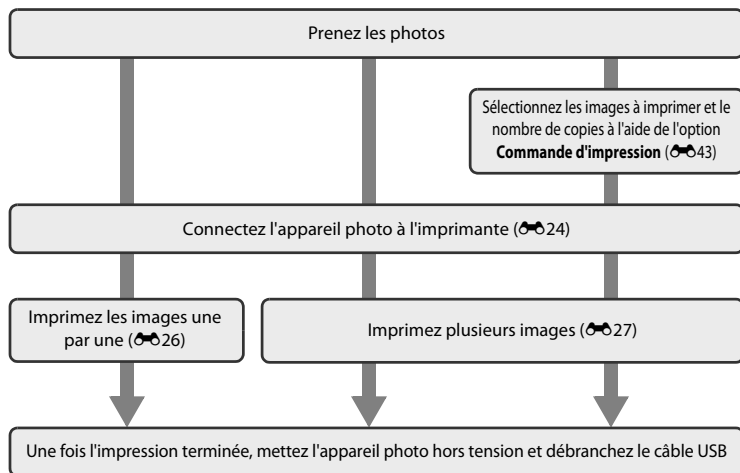 Prenez les photos
Sélectionnez les images à imprimer et le
nombre de copies à l'aide de l'option
Commande d'impression (43)
Connectez l'appareil photo à l'imprimante (24)
Imprimez les images une
par une (26)
Imprimez plusieurs images (27)
Une fois l'impression terminée, mettez l'appareil photo hors tension et débranchez le câble USB